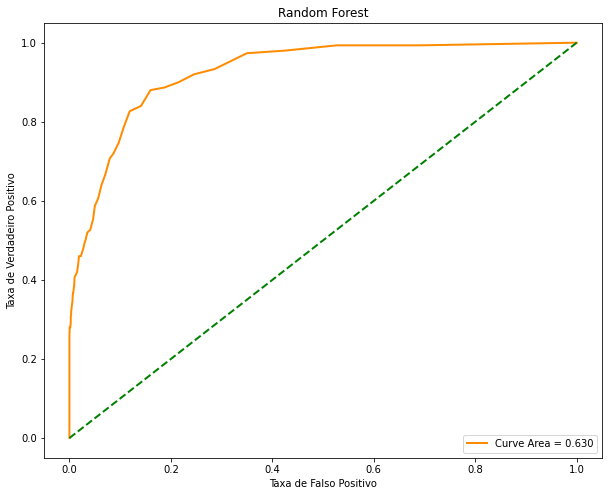 Random Forest
1.0
0.8
0.6
0.4
0.2
0.0
Taxa de Verdadeiro Positivo
Curve Area = 0.630
0.0 0.2 0.4 0.6 0.8 1.0
Taxa de Falso Positivo